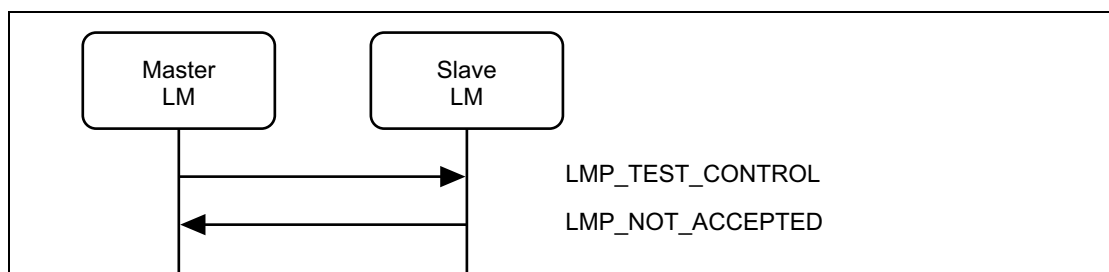 Master
LM
Slave
LM
LMP_TEST_CONTROL
LMP_NOT_ACCEPTED